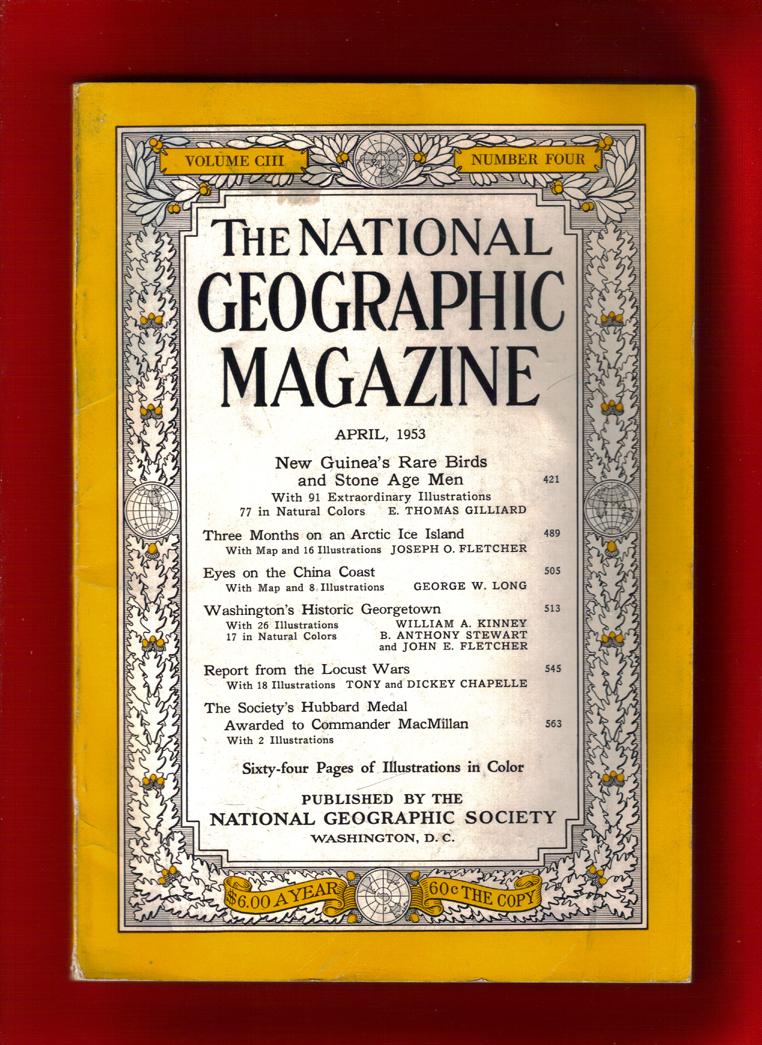 VOLUME CIII
NUMBER FOUR
THE NATIONAL
GEOGRAPHIC
MAGAZINE
APRIL, 1953
New Guinea's Rare Birds
and Stone Age Men 421
With 91 Extraordinary Illustrations
77 in Natural Colors E. THOMAS GILLIARD
Three Months on an Arctic Ice Island 489
With Map and 16 Illustrations JOSEPH O. FLETCHER
Eyes on the China Coast 505
With Map and 8 Illustrations GEORGE W. LONG
Washington's Historic Georgetown 513
With 26 Illustrations WILLIAM A. KINNEY
17 in Natural Colors B. ANTHONY STEWART
and JOHN E. FLETCHER
Report from the Locust Wars 545
With 18 Illustrations TONY and DICKEY CHAPELLE
The Society's Hubbard Medal
Awarded to Commander MacMillan 563
With 2 Illustrations
Sixty-four Pages of Illustrations in Color
PUBLISHED BY THE
NATIONAL GEOGRAPHIC SOCIETY
WASHINGTON, D. C.
$6.00 A YEAR
60c THE COPY